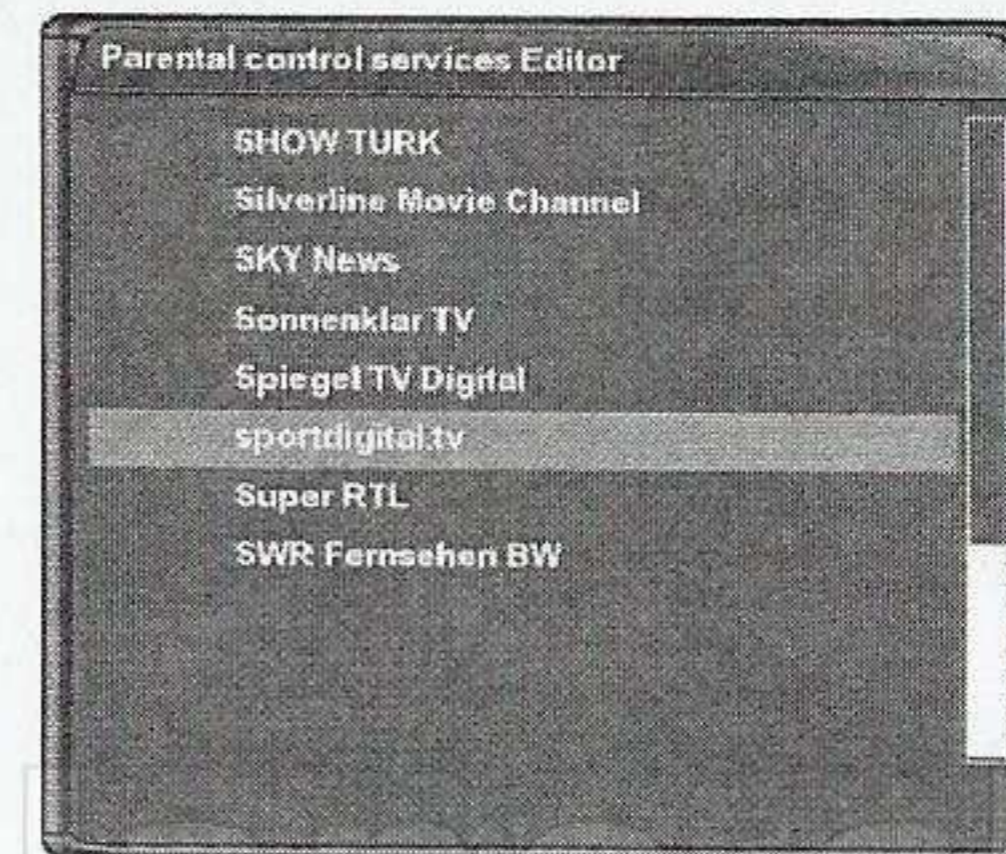 Parental control services Editor
SHOW TURK
Silverline Movie Channel
SKY News
Sonnenklar TV
Spiegel TV Digital
sportdigital.tv
Super RTL
SWR Fernsehen BW